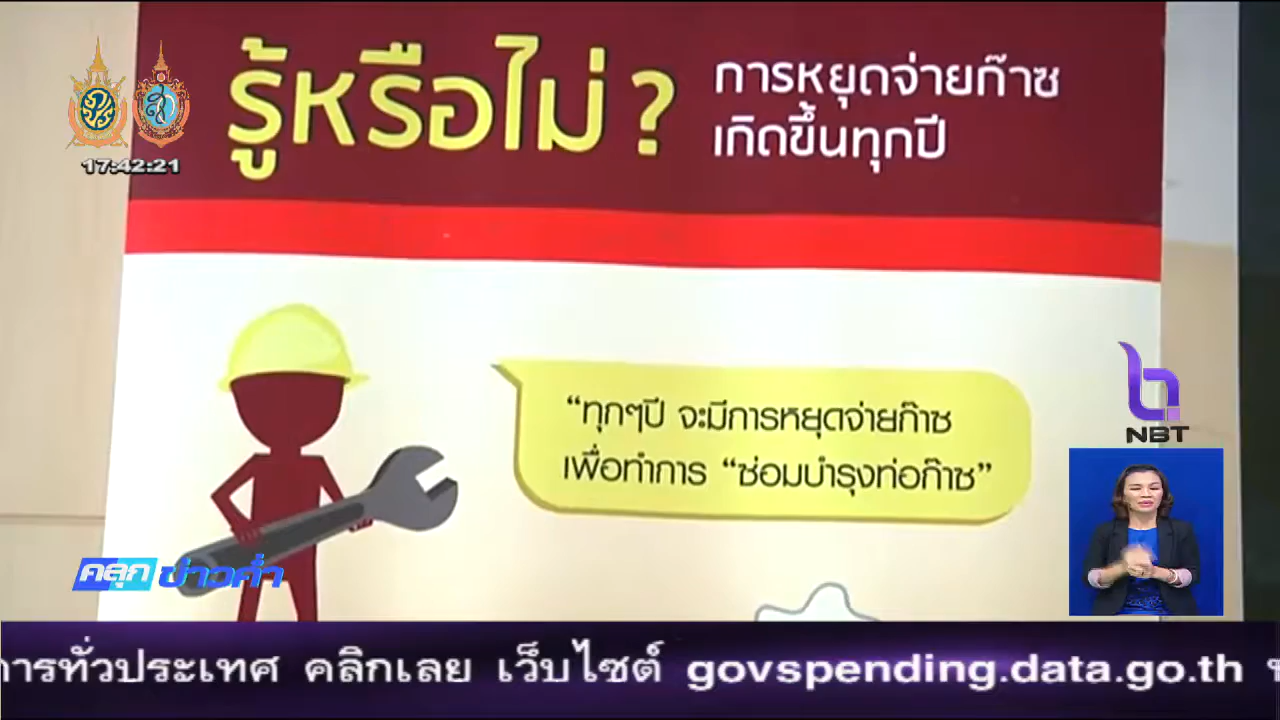 รู้หรือไม่ ?
การหยุดจ่ายก๊าซ
เกิดขึ้นทุกปี
17:42:21
“ทุกๆปี จะมีการหยุดจ่ายก๊าซ
เพื่อทำการ “ซ่อมบำรุงท่อก๊าซ”
NBT
คลุกข่าวค่ำ
การทั่วประเทศ คลิกเลย เว็บไซต์ govspending.data.go.th